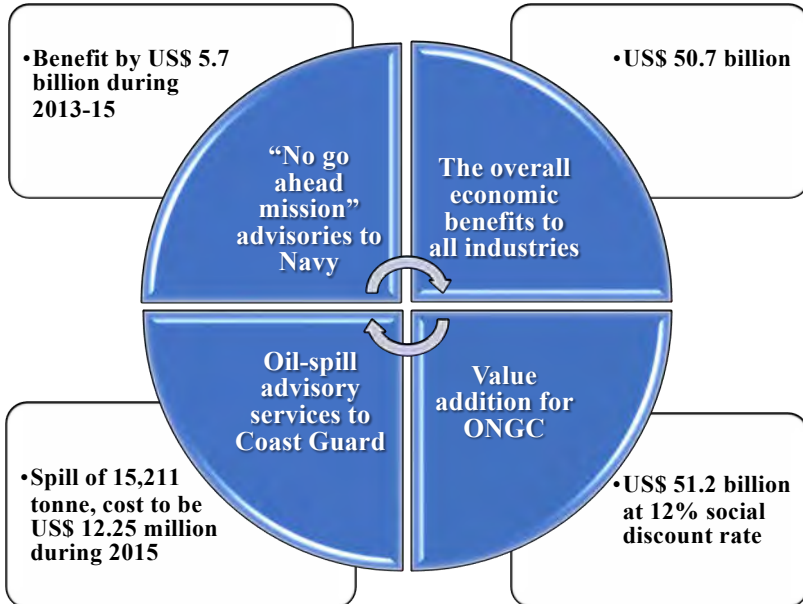 •Benefit by US$ 5.7
billion during
2013-15
•US$ 50.7 billion
“No go
ahead
mission”
advisories to
Navy
The overall
economic
benefits to
all industries
Oil-spill
advisory
services to
Coast Guard
Value
addition for
ONGC
•Spill of 15,211
tonne, cost to be
US$ 12.25 million
during 2015
•US$ 51.2 billion
at 12% social
discount rate